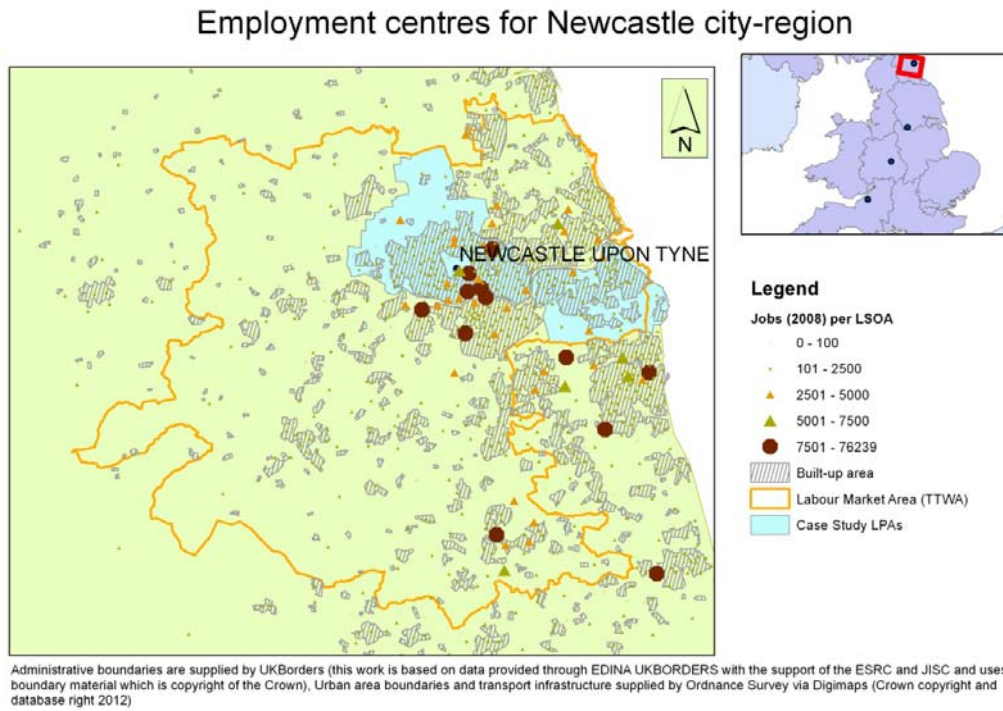 Employment centres for Newcastle city-region
N
NEWCASTLE UPON TYNE
Legend
Jobs (2008) per LSOA
0 - 100
101 - 2500
2501 - 5000
5001 - 7500
7501 - 76239
Built-up area
Labour Market Area (TTWA)
Case Study LPAs
Administrative boundaries are supplied by UKBorders (this work is based on data provided through EDINA UKBORDERS with the support of the ESRC and JISC and uses
boundary material which is copyright of the Crown), Urban area boundaries and transport infrastructure supplied by Ordnance Survey via Digimaps (Crown copyright and
database right 2012)